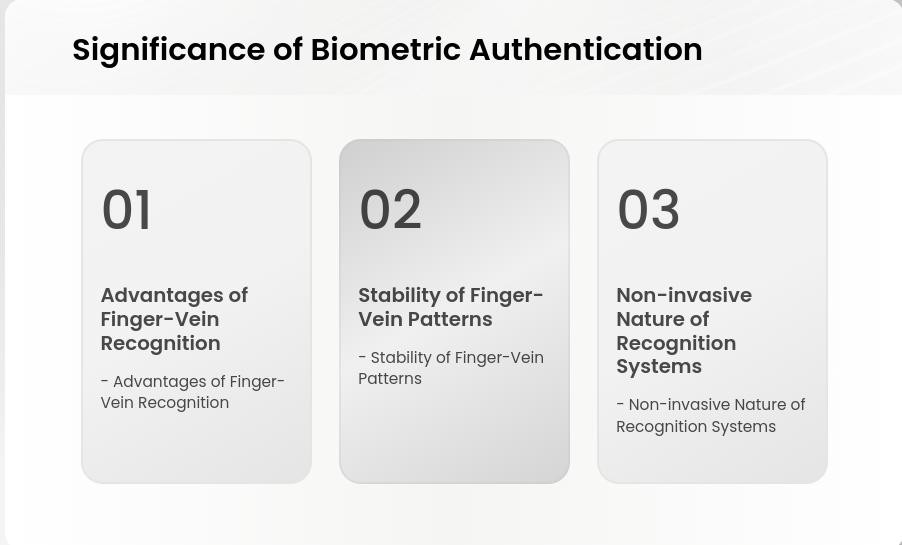 Significance of Biometric Authentication
01
Advantages of
Finger-Vein
Recognition
- Advantages of Finger-
Vein Recognition
02
Stability of Finger-
Vein Patterns
- Stability of Finger-Vein
Patterns
03
Non-invasive
Nature of
Recognition
Systems
- Non-invasive Nature of
Recognition Systems